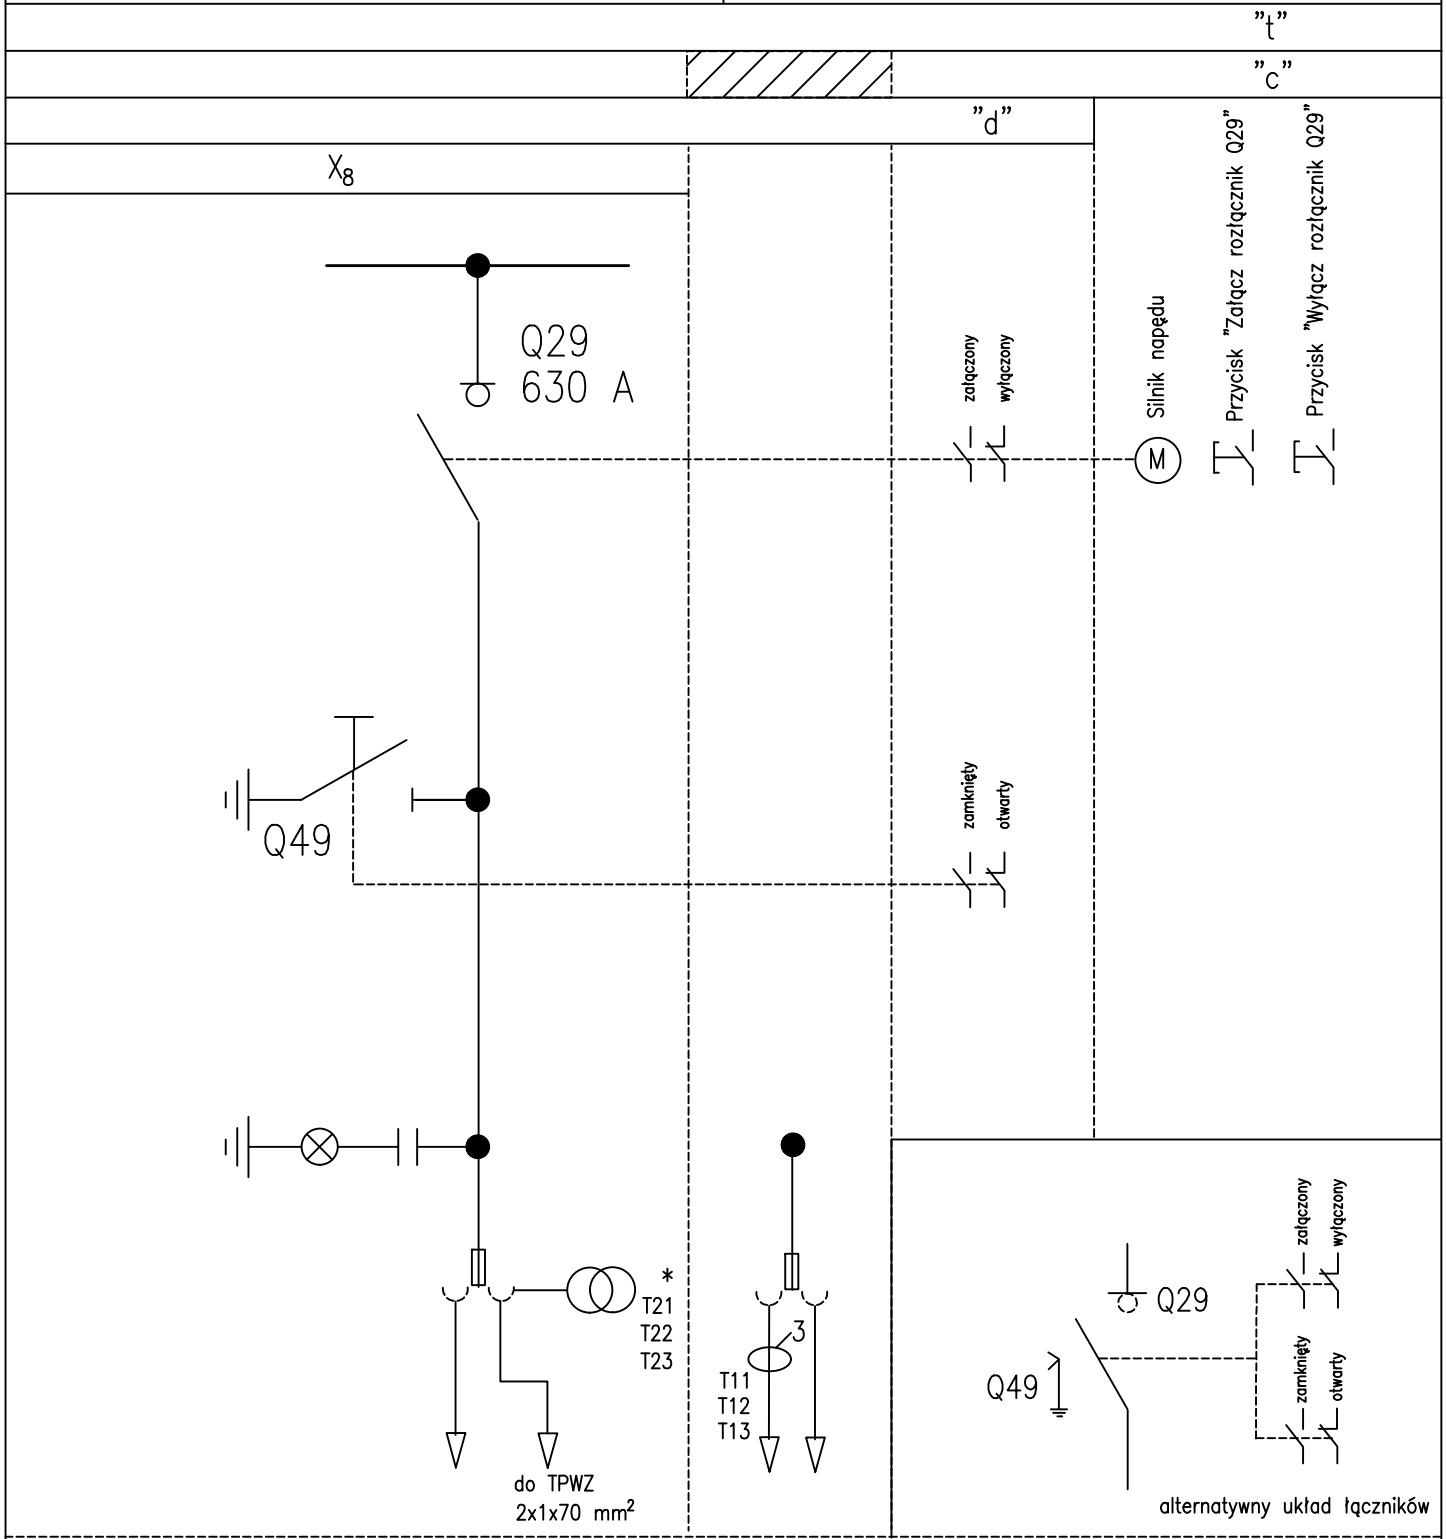 "t"
"c"
"d"
X8
Q29
630 A
załączony
wyłączony
Silnik napędu
Przycisk "Załącz rozłącznik Q29"
Przycisk "Wyłącz rozłącznik Q29"
M
Q49
zamknięty
otwarty
*
T21
T22
T23
3
T11
T12
T13
do TPWZ
2x1x70 mm²
załączony
wyłączony
Q29
Q49
zamknięty
otwarty
alternatywny układ łączników